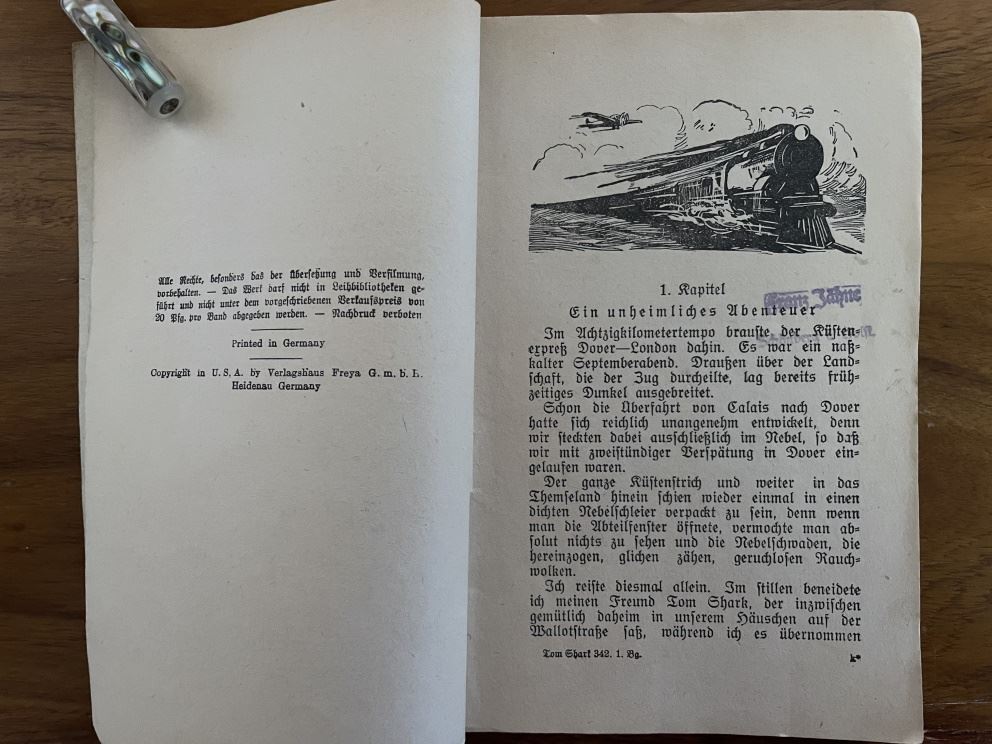 Alle Rechte, besonders das der Übersetzung und Verfilmung,
vorbehalten. — Das Werk darf nicht in Leihbibliotheken ge-
führt und nicht unter dem vorgeschriebenen Verkaufspreis von
20 Pfg. pro Band abgegeben werden. — Nachdruck verboten
Printed in Germany
Copyright in U.S.A. by Verlagshaus Freya G. m. b. H.
Heidenau Germany
1. Kapitel
Franz Jähne
Ein unheimliches Abenteuer
Im Achtzigkilometertempo brauste der Küsten-
expreß Dover—London dahin. Es war ein naß-
kalter Septemberabend. Draußen über der Land-
schaft, die der Zug durcheilte, lag bereits früh-
zeitiges Dunkel ausgebreitet.
Schon die Überfahrt von Calais nach Dover
hatte sich reichlich unangenehm entwickelt, denn
wir steckten dabei ausschließlich im Nebel, so daß
wir mit zweistündiger Verspätung in Dover ein-
gelaufen waren.
Der ganze Küstenstrich und weiter in das
Themseland hinein schien wieder einmal in einen
dichten Nebelschleier verpackt zu sein, denn wenn
man die Abteilfenster öffnete, vermochte man ab-
solut nichts zu sehen und die Nebelschwaden, die
hereinzogen, glichen zähen, geruchlosen Rauch-
wolken.
Ich reiste diesmal allein. Im stillen beneidete
ich meinen Freund Tom Shark, der inzwischen
gemütlich daheim in unserem Häuschen auf der
Wallotstraße saß, während ich es übernommen
Tom Shark 342. 1. Bg.